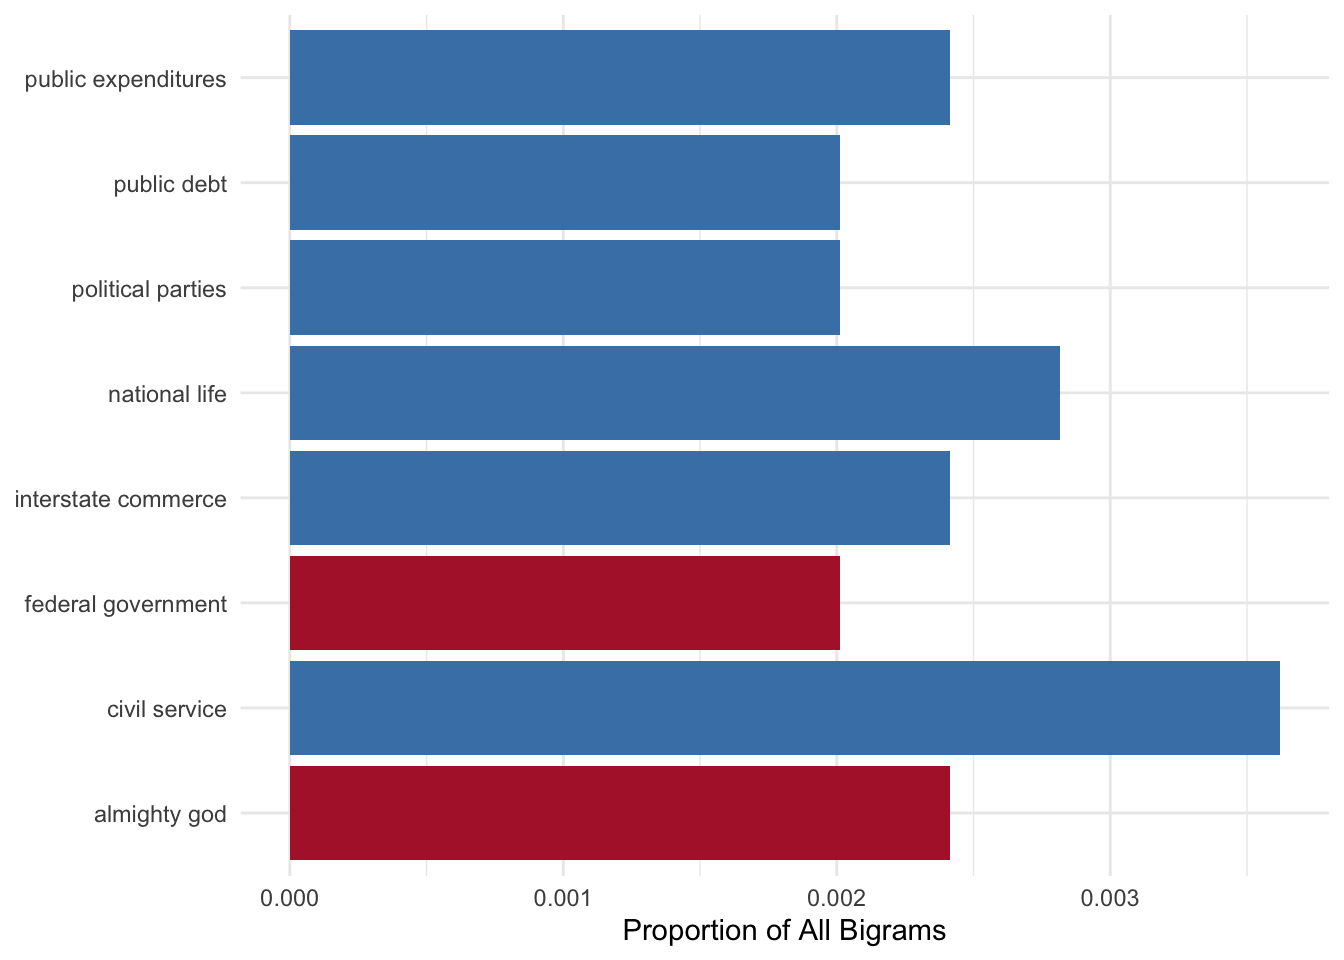 public expenditures
public debt
political parties
national life
interstate commerce
federal government
civil service
almighty god
0.000 0.001 0.002 0.003
Proportion of All Bigrams